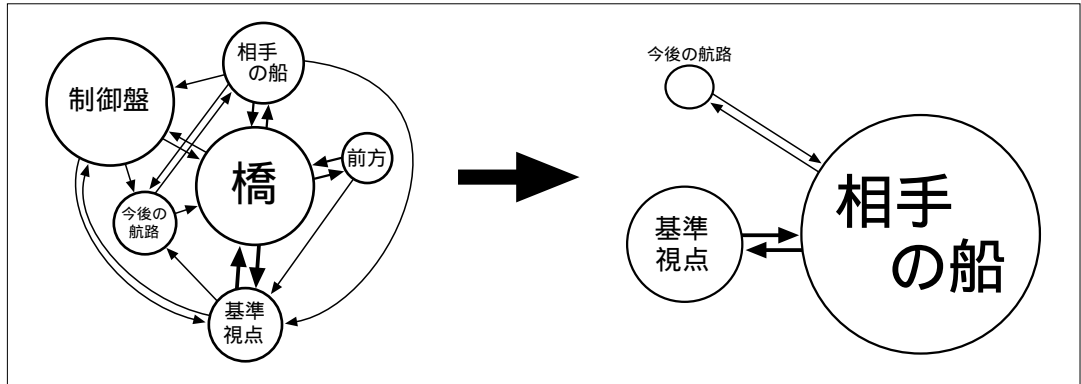 相手
の船
制御盤
橋
前方
今後の
航路
基準
視点
今後の航路
相手
の船
基準
視点